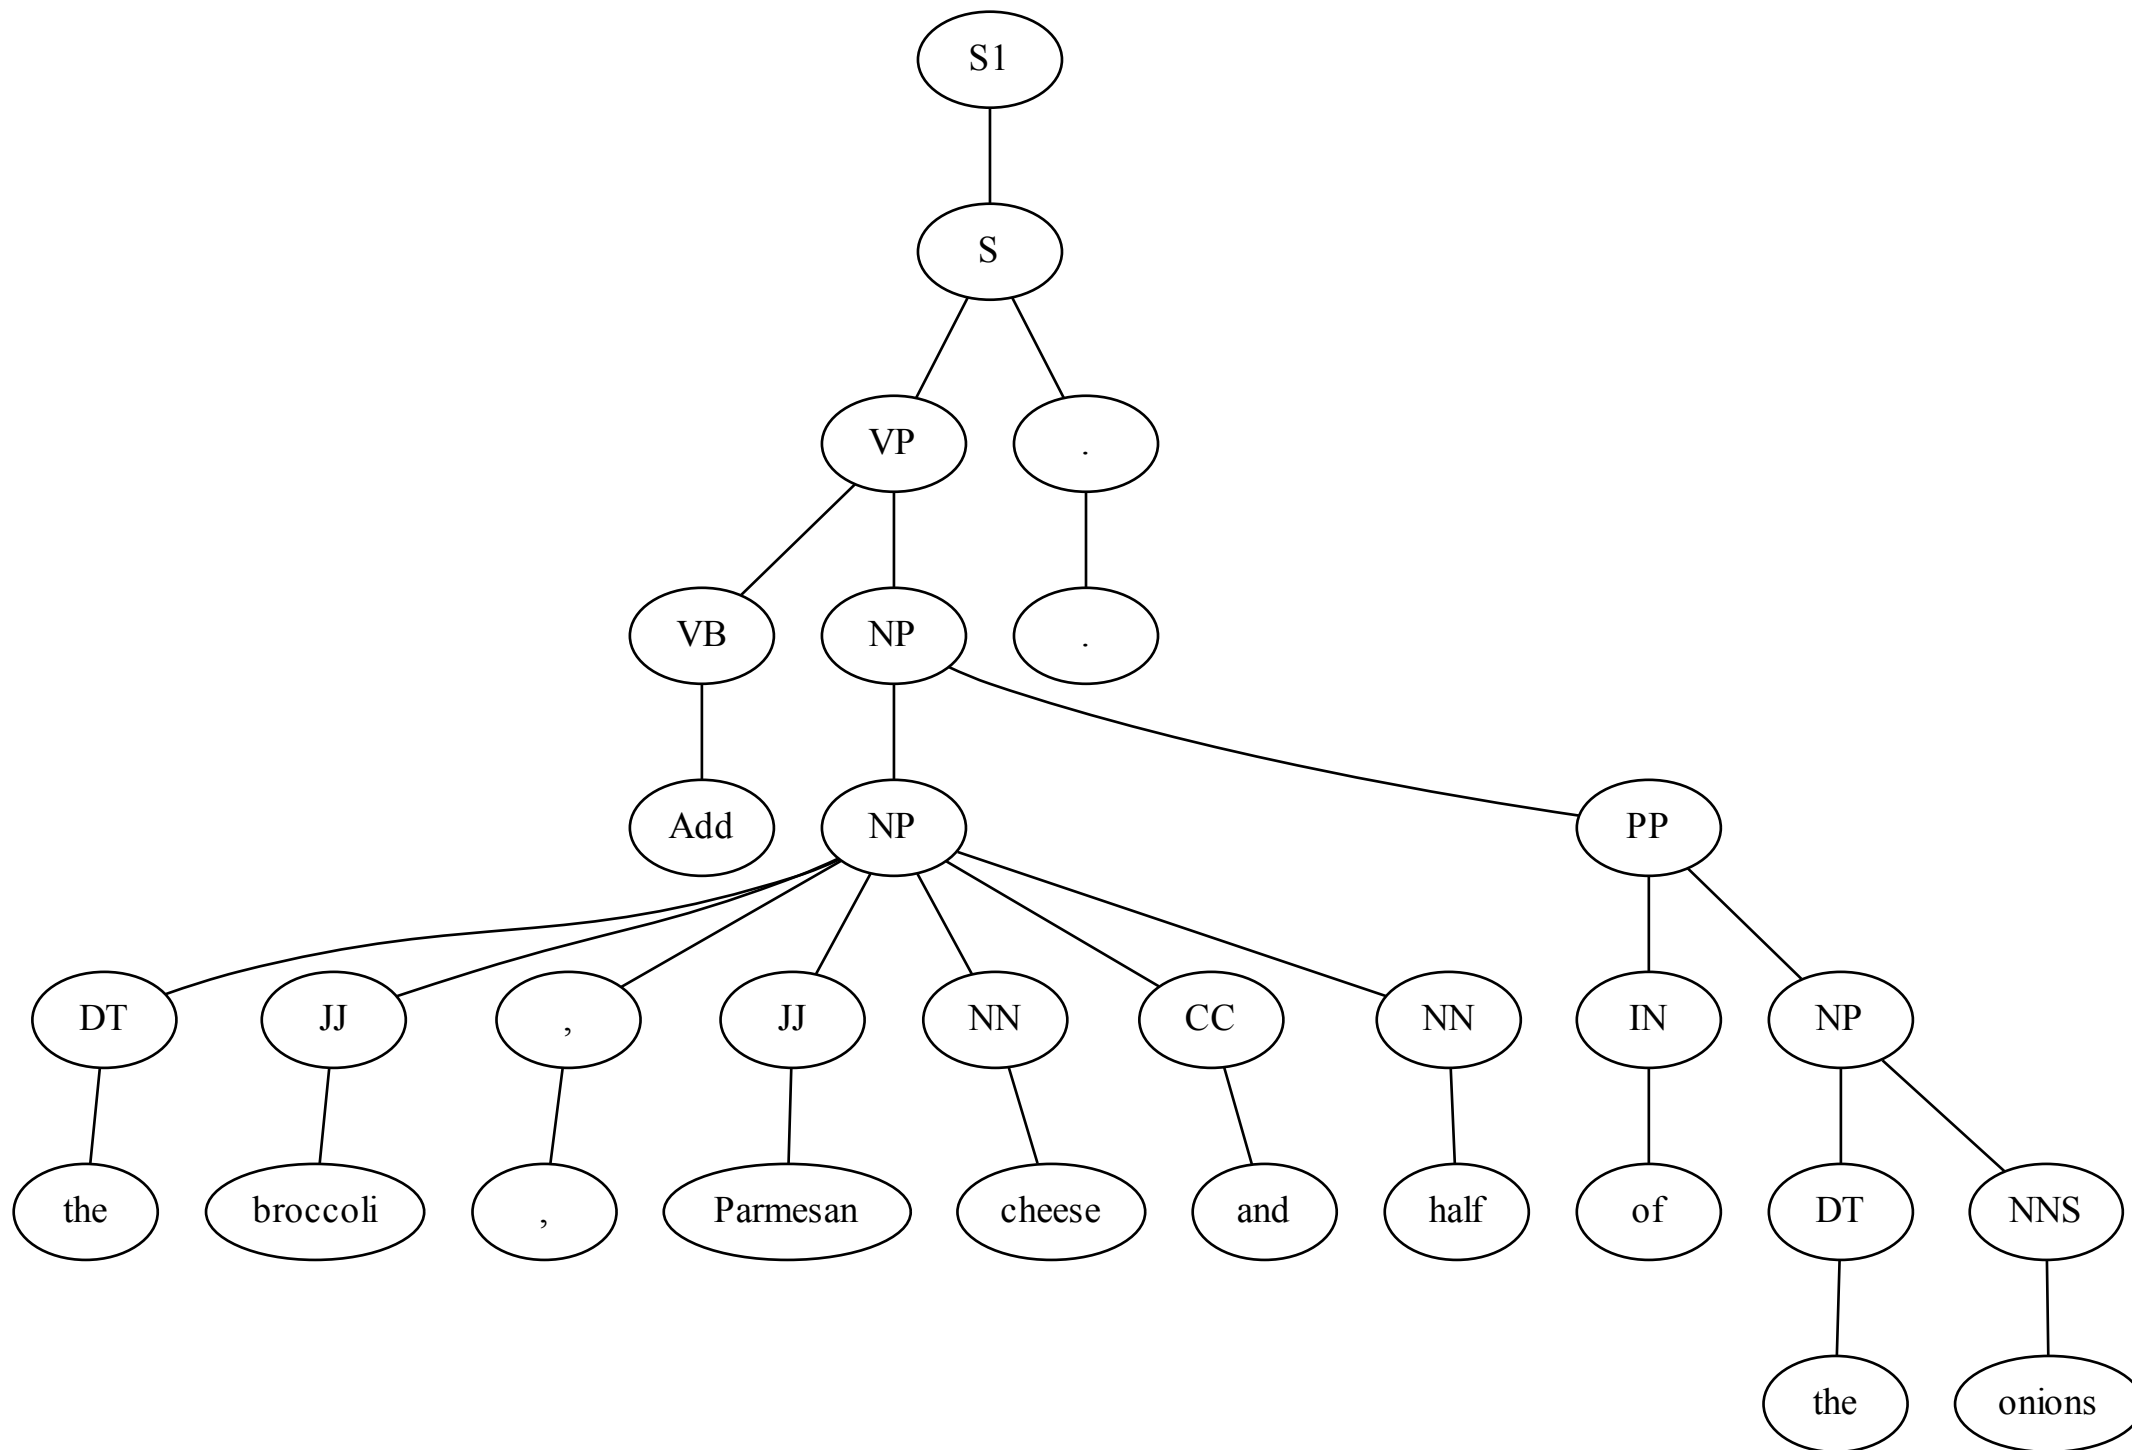 S1
S
VP .
VB NP .
Add NP PP
DT JJ , JJ NN CC NN IN NP
the broccoli , Parmesan cheese and half of DT NNS
the onions